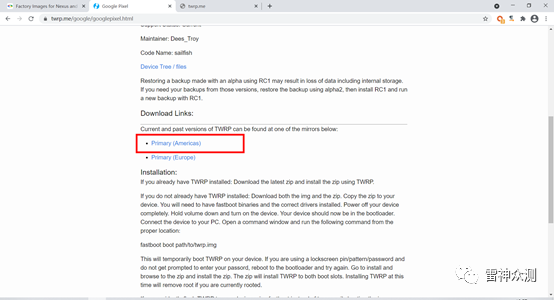 Factory Images for Nexus and
Google Pixel
twrp.me
twrp.me/google/googlepixel.html
Maintainer: Dees_Troy
Code Name: sailfish
Device Tree / files
Restoring a backup made with an alpha using RC1 may result in loss of data including internal storage.
If you need your backups from those versions, restore the backup using alpha2, then install RC1 and run
a new backup with RC1.
Download Links:
Current and past versions of TWRP can be found at one of the mirrors below:
Primary (Americas)
Primary (Europe)
Installation:
If you already have TWRP installed: Download the latest zip and install the zip using TWRP.
If you do not already have TWRP installed: Download both the img and the zip. Copy the zip to your
device. You will need to have fastboot binaries and the correct drivers installed. Power off your device
completely. Hold volume down and turn on the device. Your device should now be in the bootloader.
Connect the device to your PC. Open a command window and run the following command from the
proper location:
fastboot boot path/to/twrp.img
This will temporarily boot TWRP on your device. If you are using a lockscreen pin/pattern/password and
do not get prompted to enter your password, reboot to the bootloader and try again. Go to install and
browse to the zip and install the zip. The zip will install TWRP to both boot slots. Installing TWRP at this
time will remove root if you are currently rooted.
雷神众测